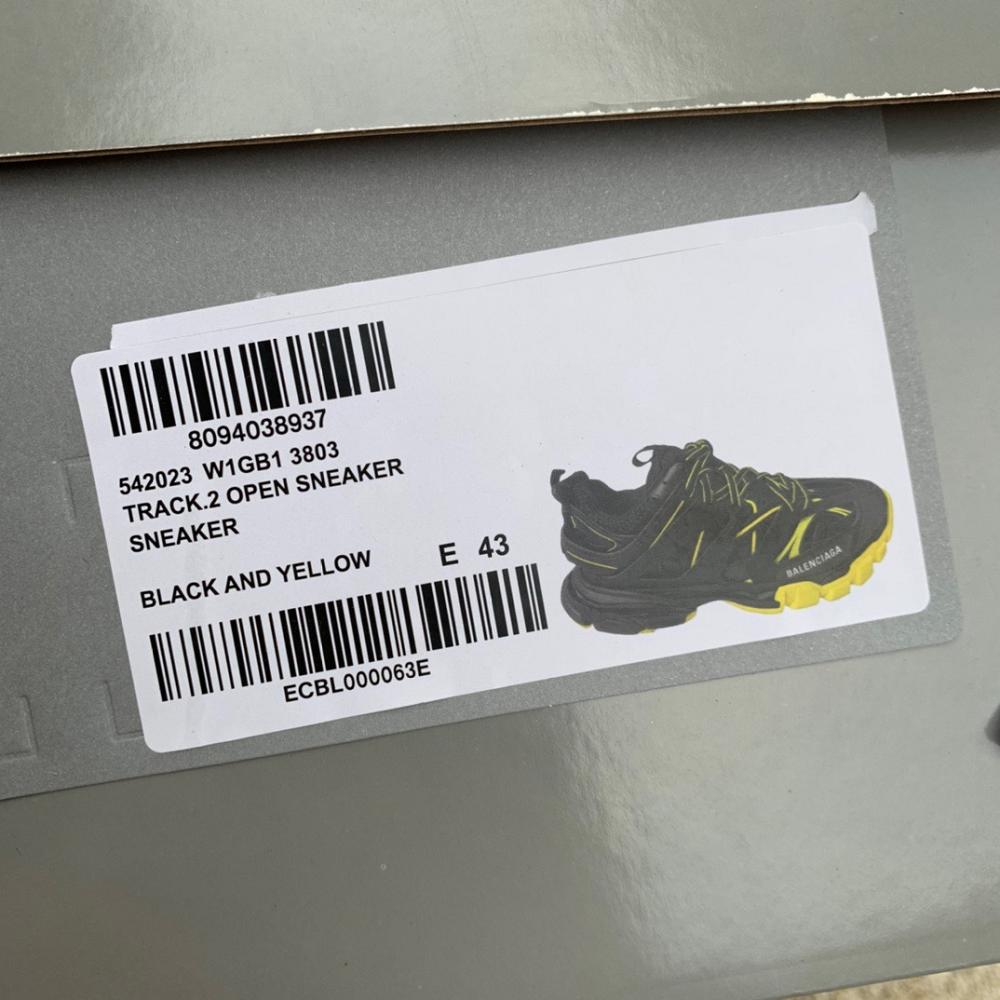 8094038937
542023 W1GB1 3803
TRACK.2 OPEN SNEAKER
SNEAKER
BLACK AND YELLOW E 43
ECBL000063E
BALENCIAGA